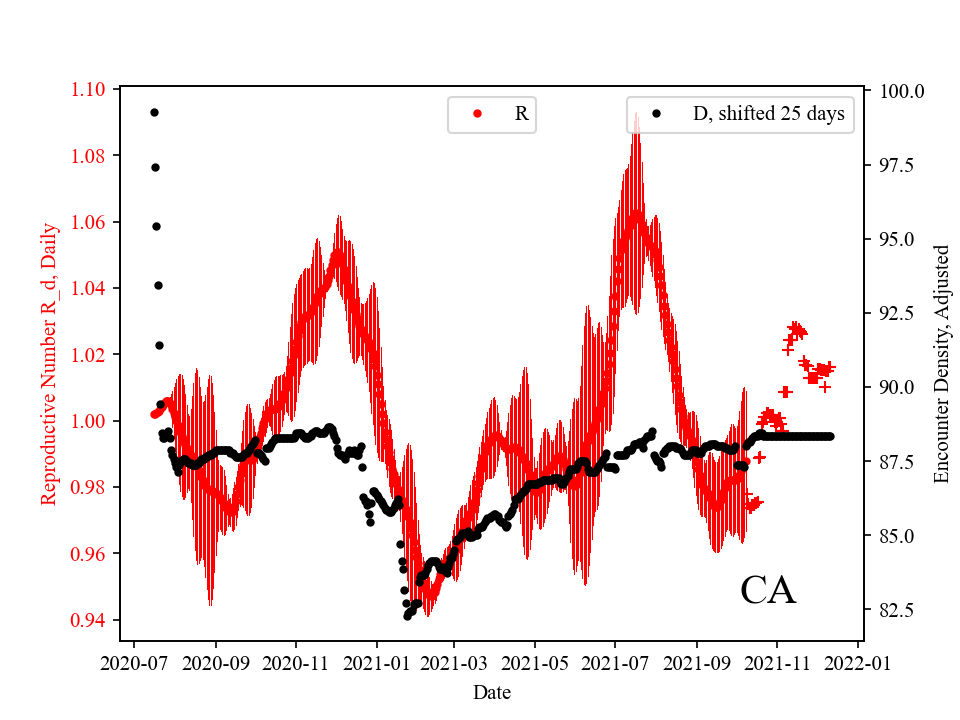 R
D, shifted 25 days
Reproductive Number R_d, Daily
1.10
1.08
1.06
1.04
1.02
1.00
0.98
0.96
0.94
100.0
97.5
95.0
92.5
90.0
87.5
85.0
82.5
Encounter Density, Adjusted
CA
2020-07 2020-09 2020-11 2021-01 2021-03 2021-05 2021-07 2021-09 2021-11 2022-01
Date